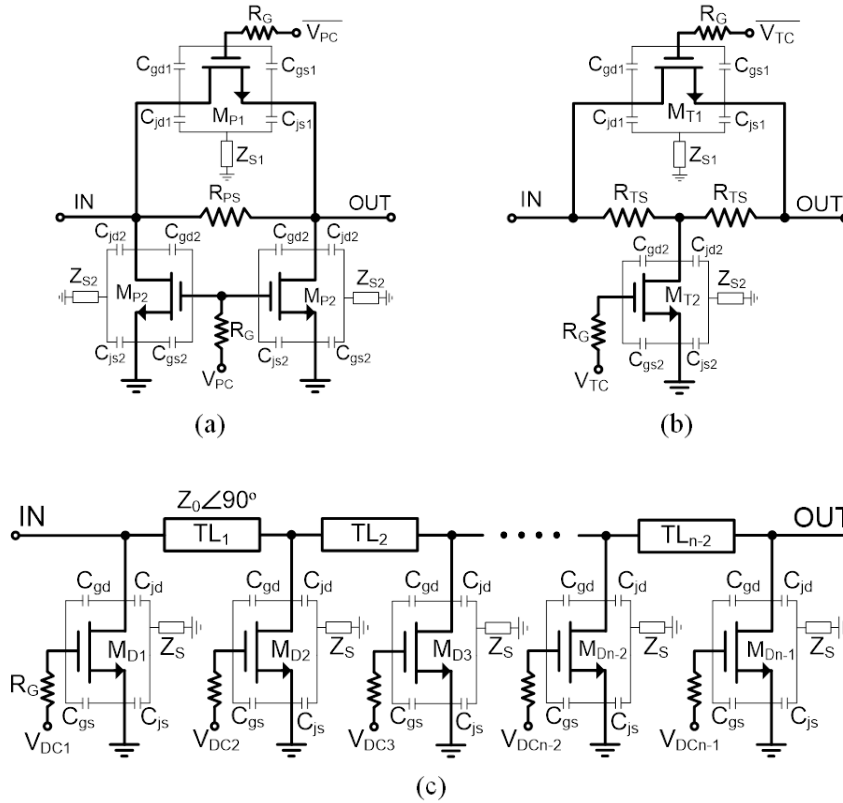 R_G V_PC R_G V_TC
C_gd1 C_gs1 C_gd1 C_gs1
M_P1 M_T1
C_jd1 C_js1 C_jd1 C_js1
Z_S1 Z_S1
IN R_PS OUT IN R_TS R_TS OUT
C_jd2 C_gd2 C_gd2 C_jd2 C_gd2 C_jd2
Z_S2 M_P2 M_P2 Z_S2 M_T2 Z_S2
C_js2 C_gs2 R_G C_js2 C_gs2 R_G C_gs2 C_js2
V_PC V_TC
(a) (b)
Z_0∠90º
IN TL_1 TL_2 TL_n-2 OUT
C_gd C_jd C_gd C_jd C_gd C_jd C_gd C_jd C_gd C_jd
M_D1 Z_S M_D2 Z_S M_D3 Z_S M_Dn-2 Z_S M_Dn-1 Z_S
R_G C_gs C_js C_gs C_js C_gs C_js C_gs C_js C_gs C_js
V_DC1 V_DC2 V_DC3 V_DCn-2 V_DCn-1
(c)